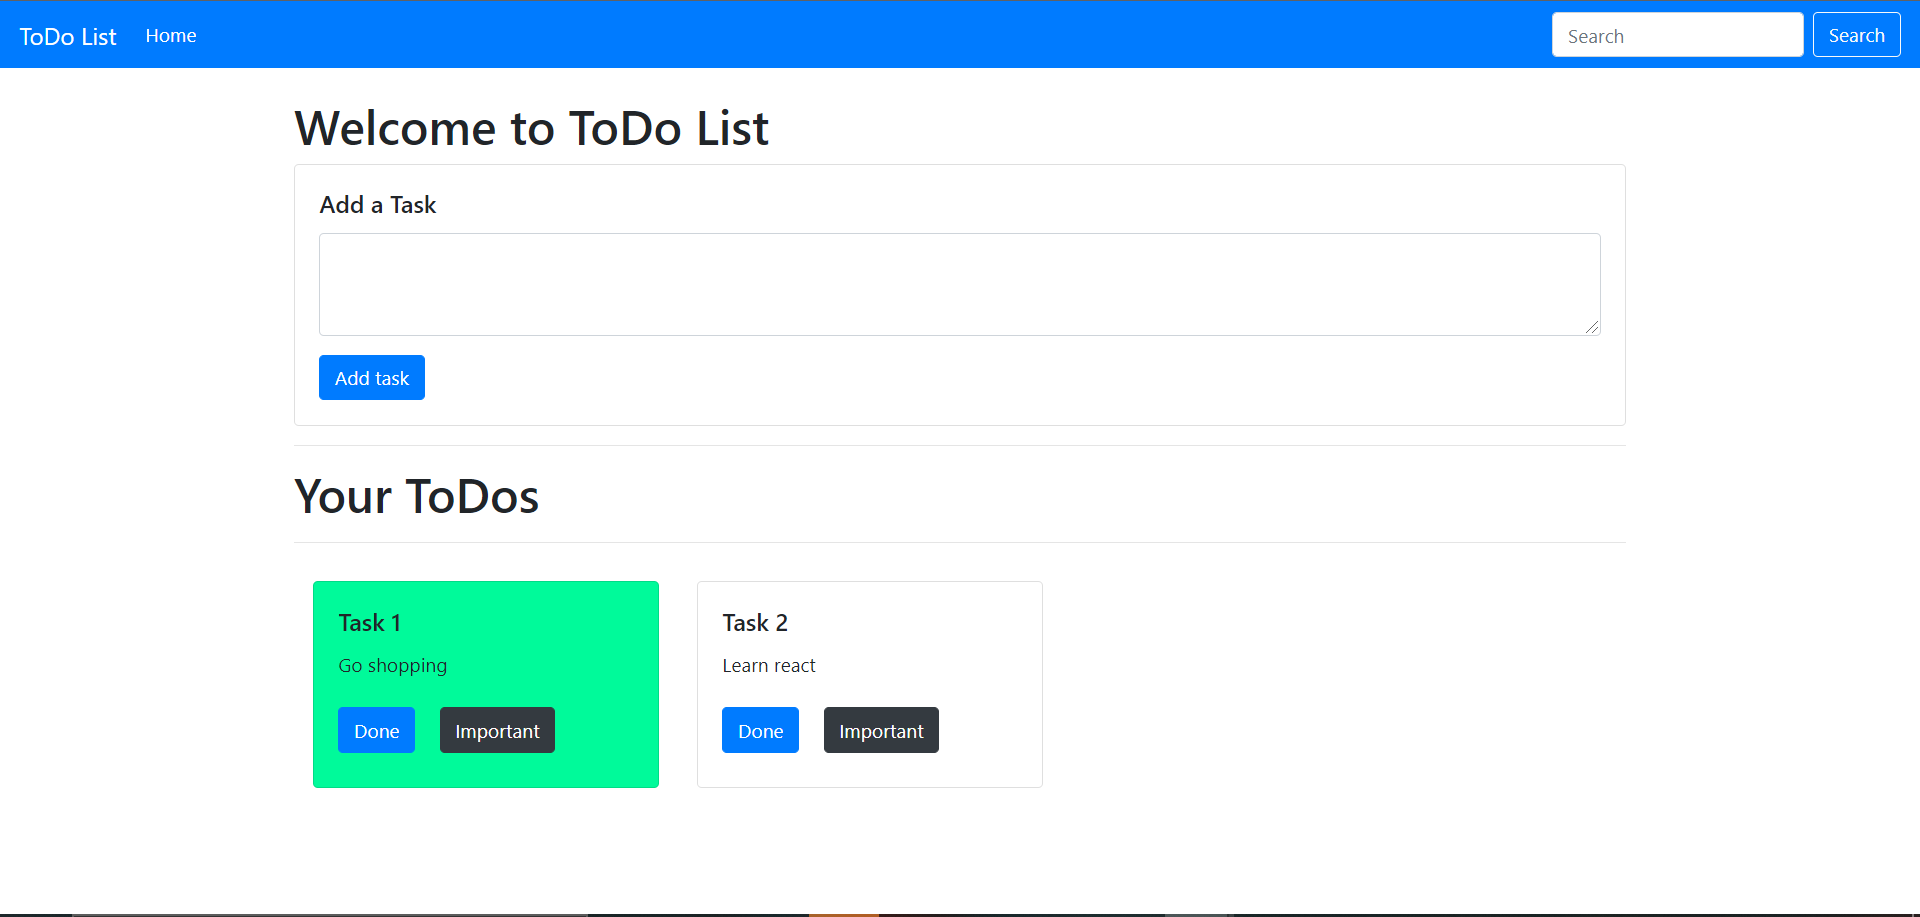 ToDo List Home Search Search
Welcome to ToDo List
Add a Task
Add task
Your ToDos
Task 1
Go shopping
Done Important
Task 2
Learn react
Done Important